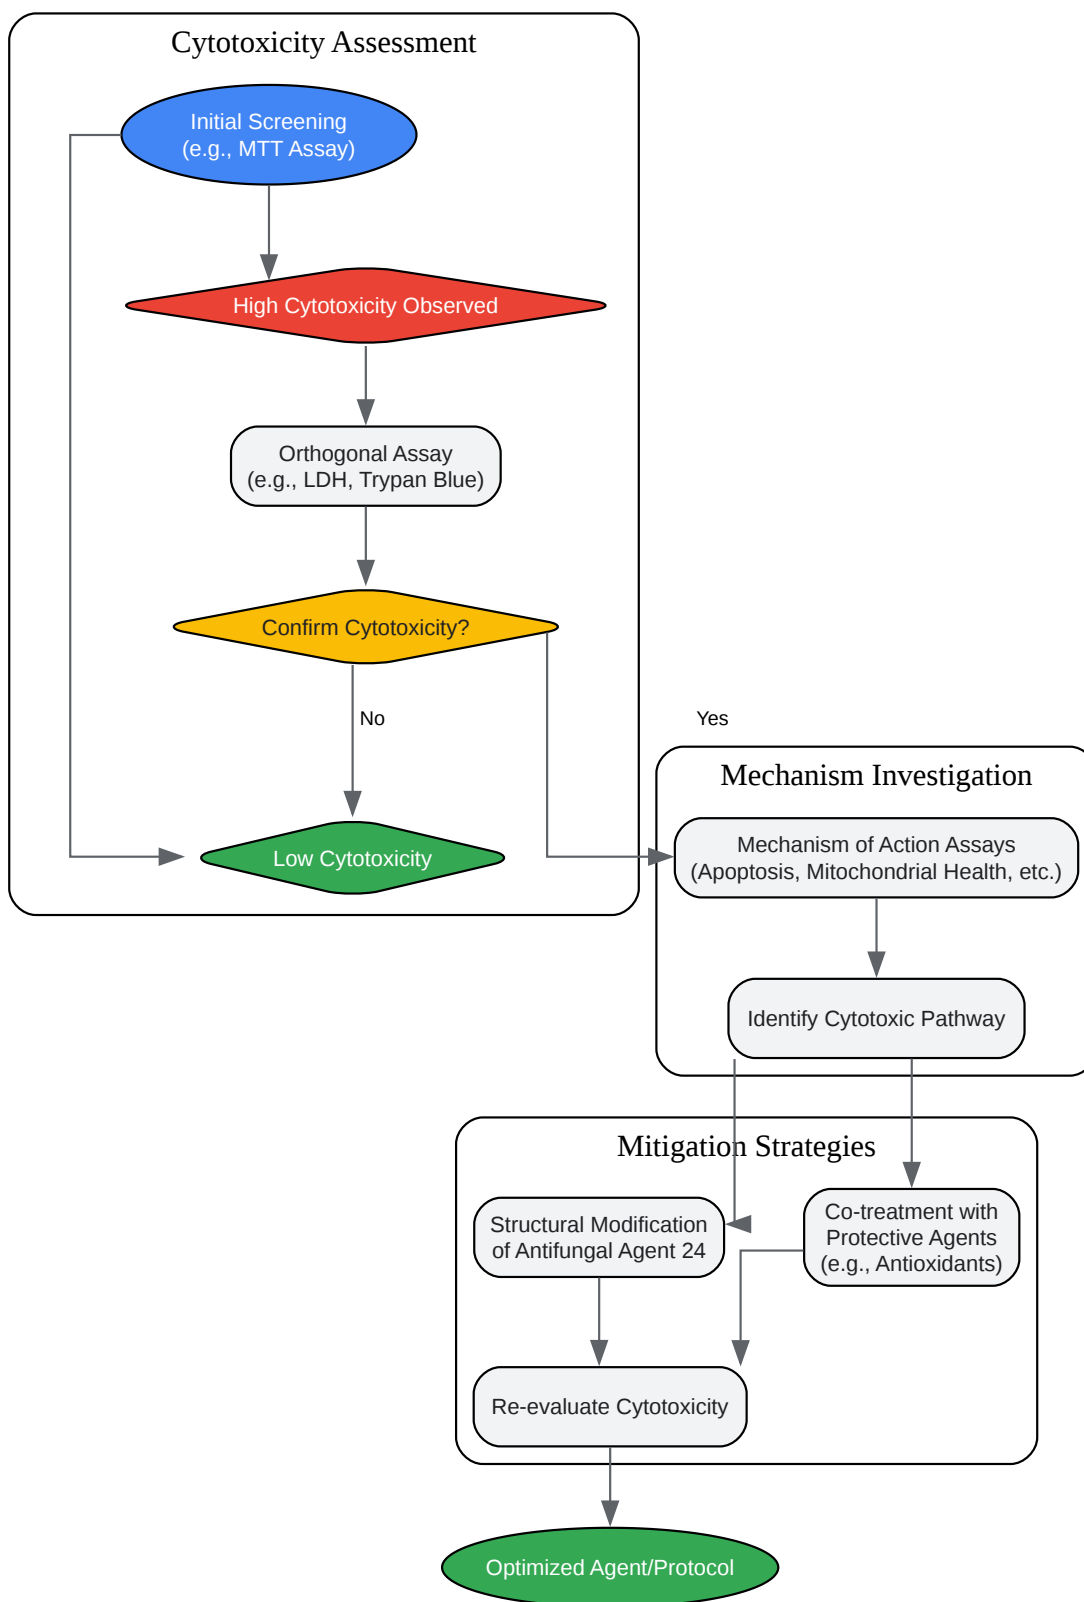 Cytotoxicity Assessment
Initial Screening
(e.g., MTT Assay)
High Cytotoxicity Observed
Orthogonal Assay
(e.g., LDH, Trypan Blue)
Confirm Cytotoxicity?
No
Yes
Low Cytotoxicity
Mechanism Investigation
Mechanism of Action Assays
(Apoptosis, Mitochondrial Health, etc.)
Identify Cytotoxic Pathway
Mitigation Strategies
Structural Modification
of Antifungal Agent 24
Co-treatment with
Protective Agents
(e.g., Antioxidants)
Re-evaluate Cytotoxicity
Optimized Agent/Protocol